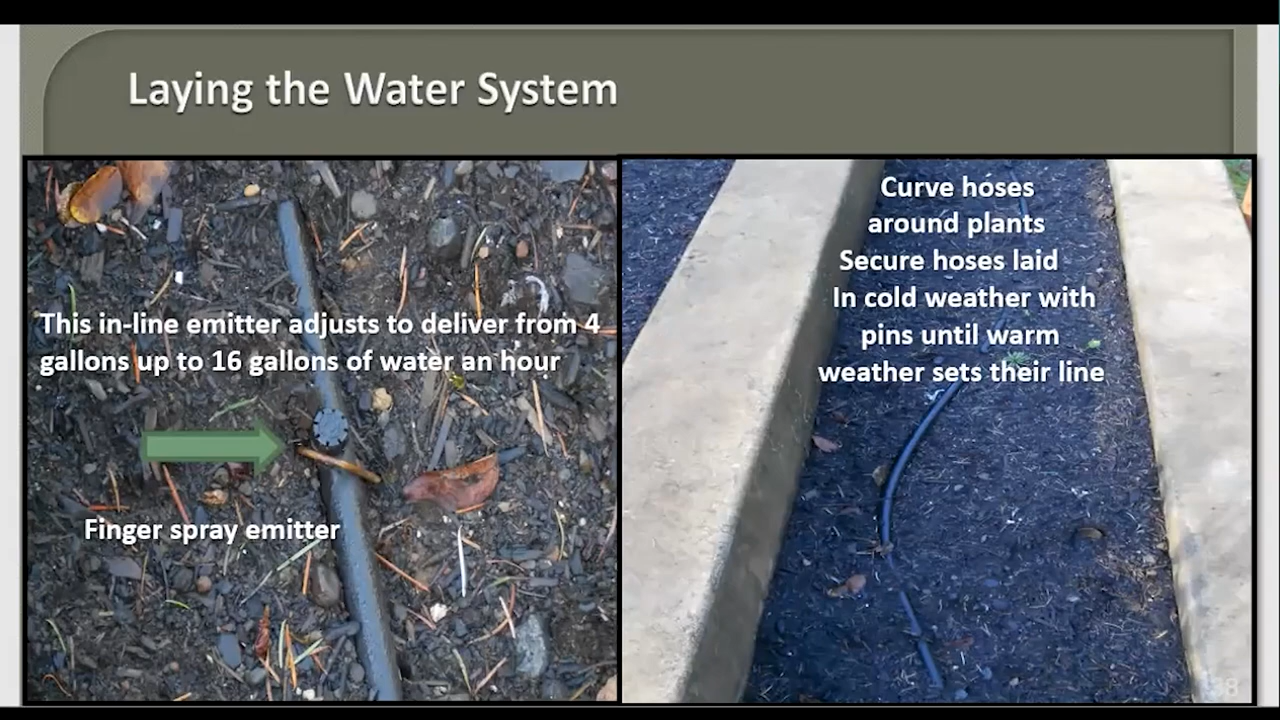 Laying the Water System
This in-line emitter adjusts to deliver from 4
gallons up to 16 gallons of water an hour
Finger spray emitter
Curve hoses
around plants
Secure hoses laid
In cold weather with
pins until warm
weather sets their line